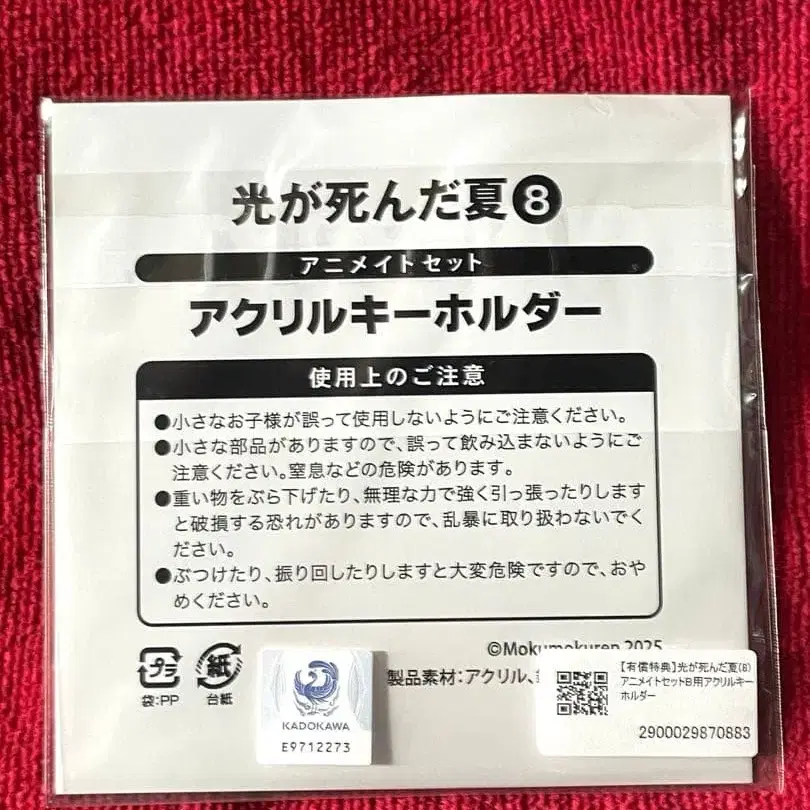 光が死んだ夏8
アニメイトセット
アクリルキーホルダー
使用上のご注意
●小さなお子様が誤って使用しないようにご注意ください。
●小さな部品がありますので、誤って飲み込まないようにご
注意ください。窒息などの危険があります。
●重い物をぶら下げたり、無理な力で強く引っ張ったりします
と破損する恐れがありますので、乱暴に取り扱わないでく
ださい。
●ぶつけたり、振り回したりしますと大変危険ですので、おや
めください。
©Mokumokuren 2025
プラ
袋:PP
紙
台紙
製品素材:アクリル、
KADOKAWA
E9712273
【有償特典】光が死んだ夏(8)
アニメイトセットB用アクリルキー
ホルダー
2900029870883